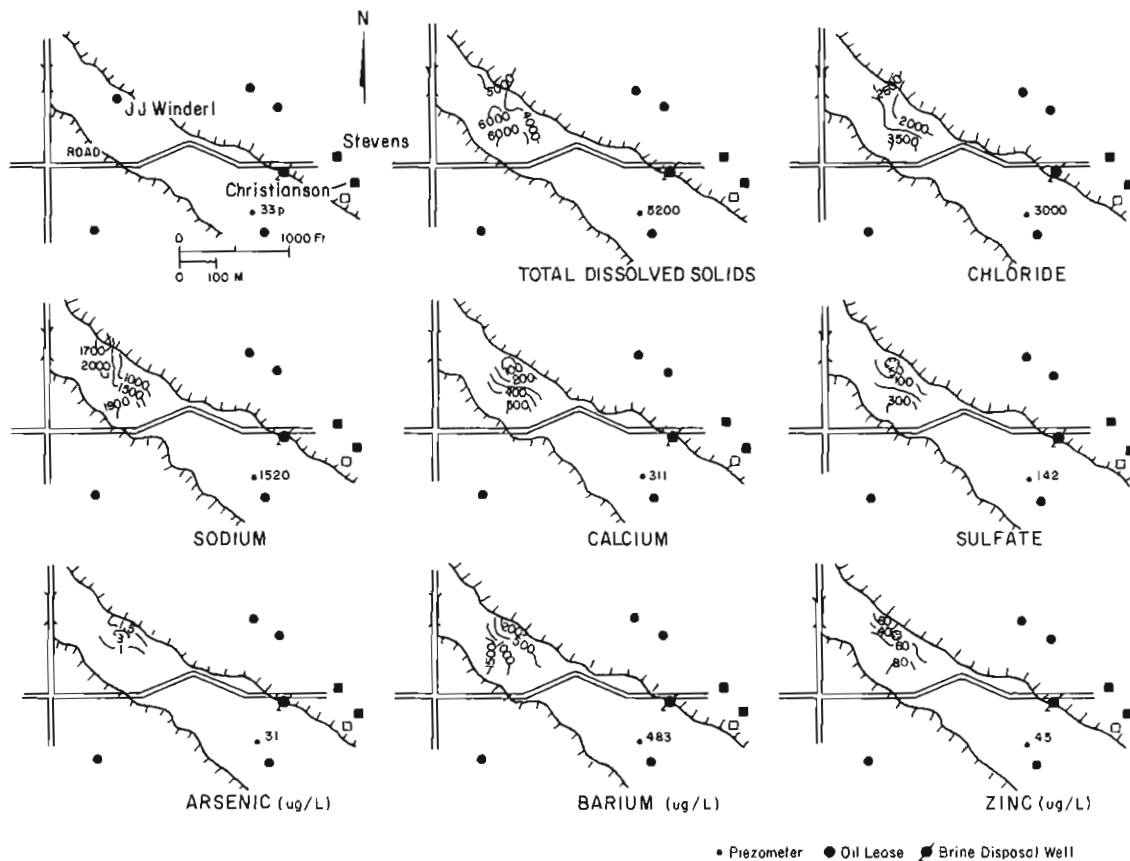 N
JJ Winderl
Stevens
ROAD
Christianson
33p
0 1000 Ft
0 100 M
5000
6000
4000
6000
5200
TOTAL DISSOLVED SOLIDS
2500
2000
3500
3000
CHLORIDE
1700
2000
1000
1500
1900
1520
SODIUM
100
200
400
500
311
CALCIUM
50
100
300
142
SULFATE
1.5
3
1
31
ARSENIC (ug/L)
200
500
1000
1500
483
BARIUM (ug/L)
80
60
80
45
ZINC (ug/L)
• Piezometer ● Oil Lease Brine Disposal Well